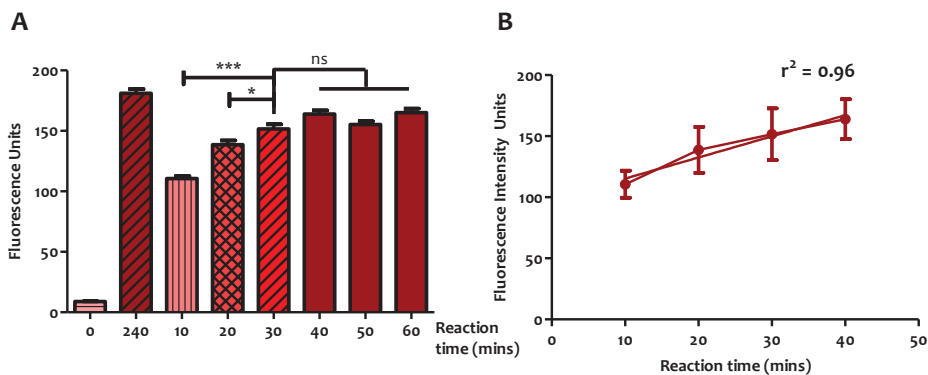 A
***
ns
*
200
150
100
50
0
Fluorescence Units
0 240 10 20 30 40 50 60
Reaction
time (mins)
B
r² = 0.96
200
150
100
50
0
Fluorescence Intensity Units
0 10 20 30 40 50
Reaction time (mins)